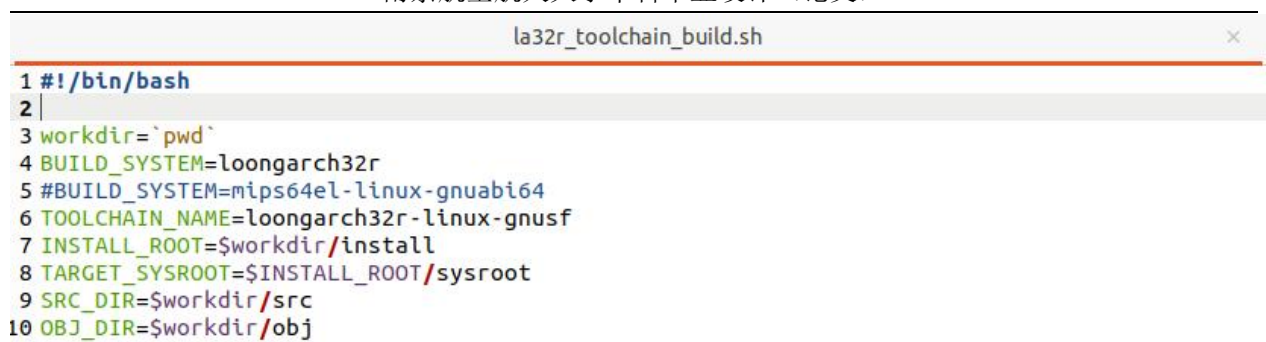 la32r_toolchain_build.sh ×
1 #!/bin/bash
2
3 workdir=`pwd`
4 BUILD_SYSTEM=loongarch32r
5 #BUILD_SYSTEM=mips64el-linux-gnuabi64
6 TOOLCHAIN_NAME=loongarch32r-linux-gnusf
7 INSTALL_ROOT=$workdir/install
8 TARGET_SYSROOT=$INSTALL_ROOT/sysroot
9 SRC_DIR=$workdir/src
10 OBJ_DIR=$workdir/obj